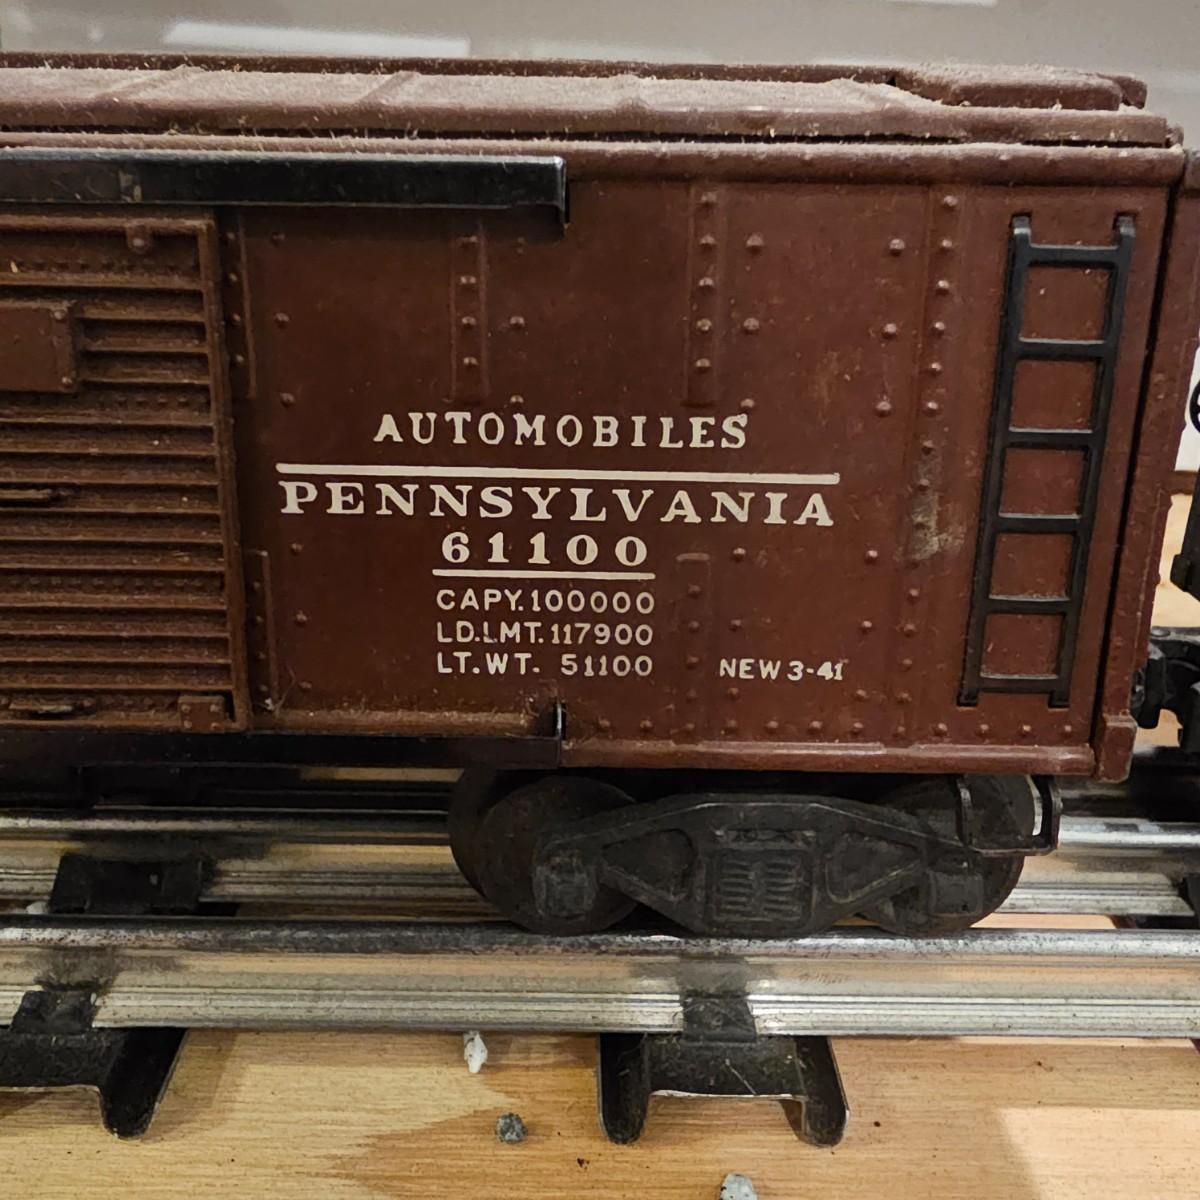 AUTOMOBILES
PENNSYLVANIA
61100
CAPY. 100000
LD.LMT. 117900
LT. WT. 51100 NEW 3-41